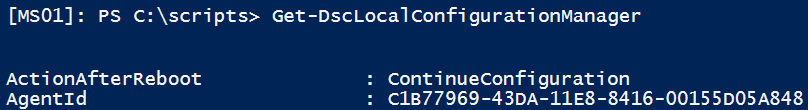 [MS01]: PS C:\scripts> Get-DscLocalConfigurationManager
ActionAfterReboot : ContinueConfiguration
AgentId : C1B77969-43DA-11E8-8416-00155D05A848